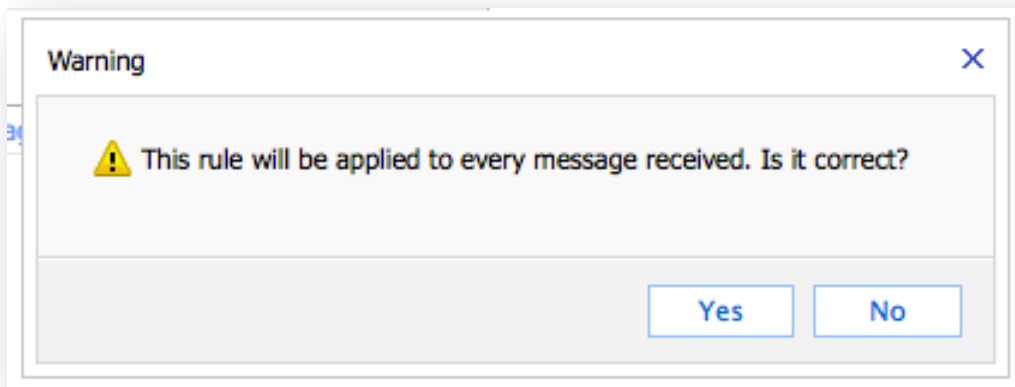 Warning
This rule will be applied to every message received. Is it correct?
Yes
No